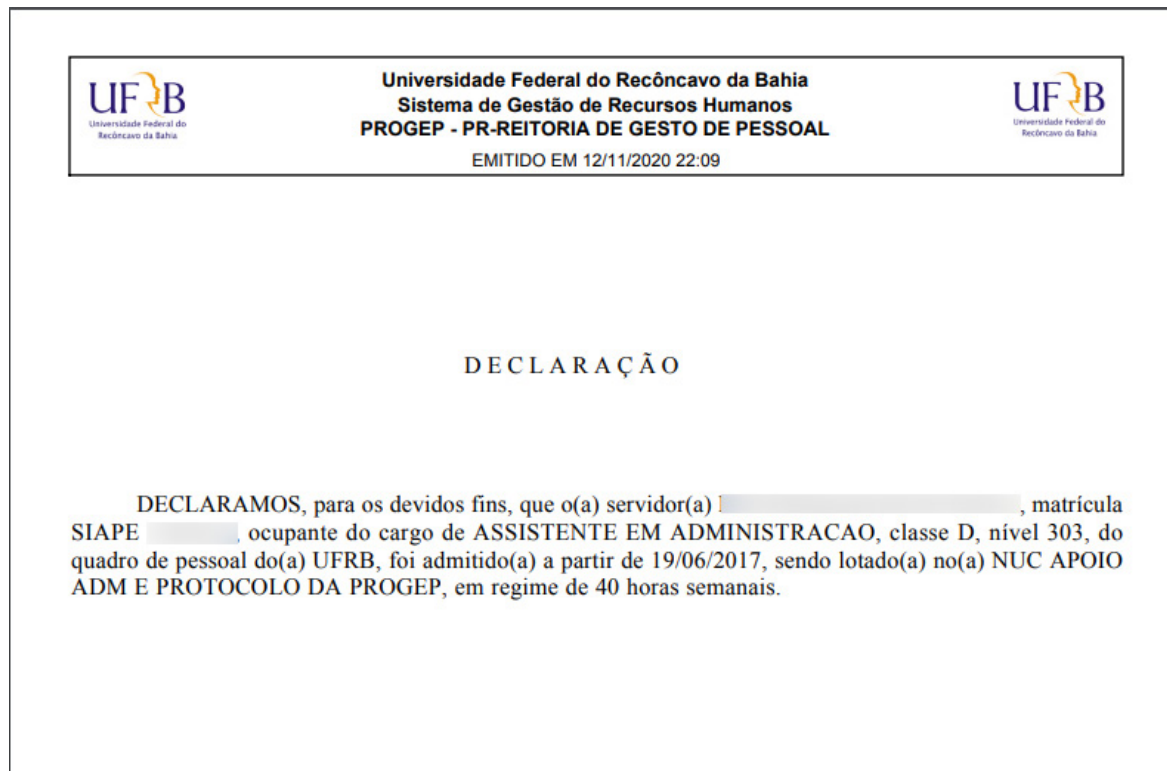 UFRB
Universidade Federal do
Recôncavo da Bahia
Universidade Federal do Recôncavo da Bahia
Sistema de Gestão de Recursos Humanos
PROGEP - PR-REITORIA DE GESTO DE PESSOAL
EMITIDO EM 12/11/2020 22:09
UFRB
Universidade Federal do
Recôncavo da Bahia
D E C L A R A Ç Ã O
DECLARAMOS, para os devidos fins, que o(a) servidor(a) , matrícula
SIAPE , ocupante do cargo de ASSISTENTE EM ADMINISTRACAO, classe D, nível 303, do
quadro de pessoal do(a) UFRB, foi admitido(a) a partir de 19/06/2017, sendo lotado(a) no(a) NUC APOIO
ADM E PROTOCOLO DA PROGEP, em regime de 40 horas semanais.